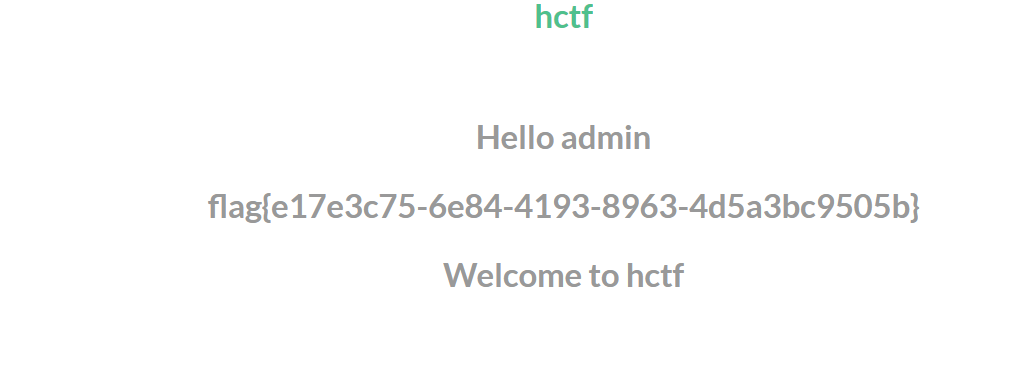 hctf
Hello admin
flag{e17e3c75-6e84-4193-8963-4d5a3bc9505b}
Welcome to hctf